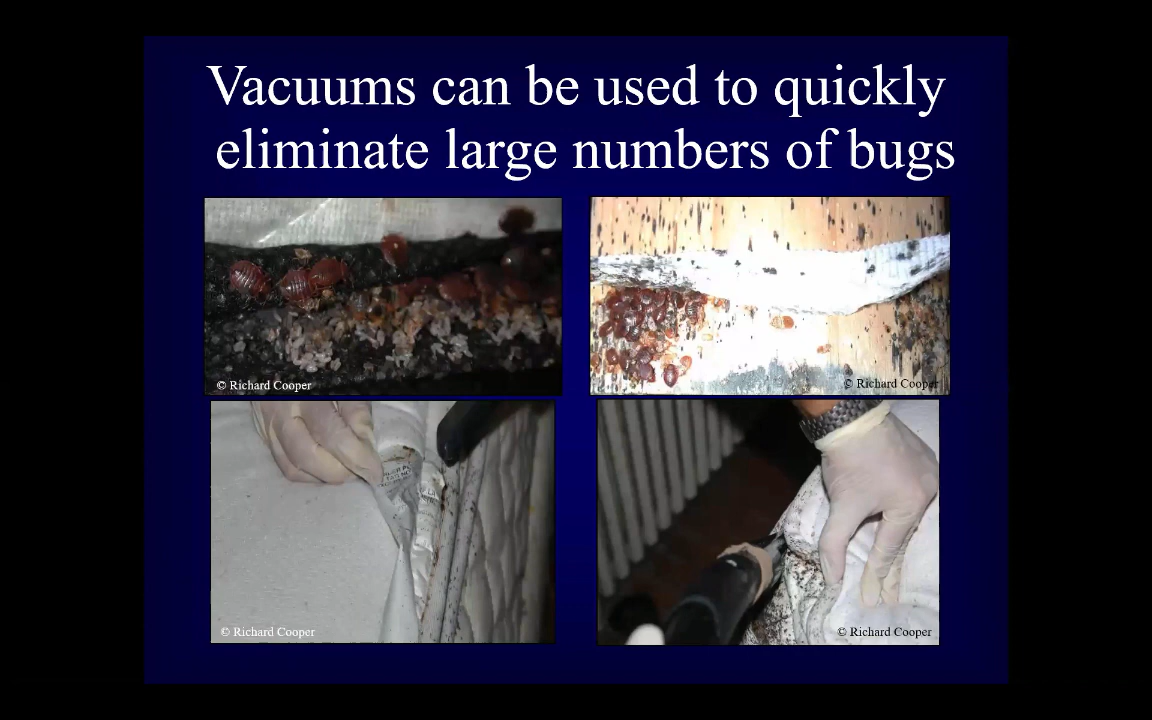 Vacuums can be used to quickly
eliminate large numbers of bugs
© Richard Cooper
© Richard Cooper
© Richard Cooper
© Richard Cooper